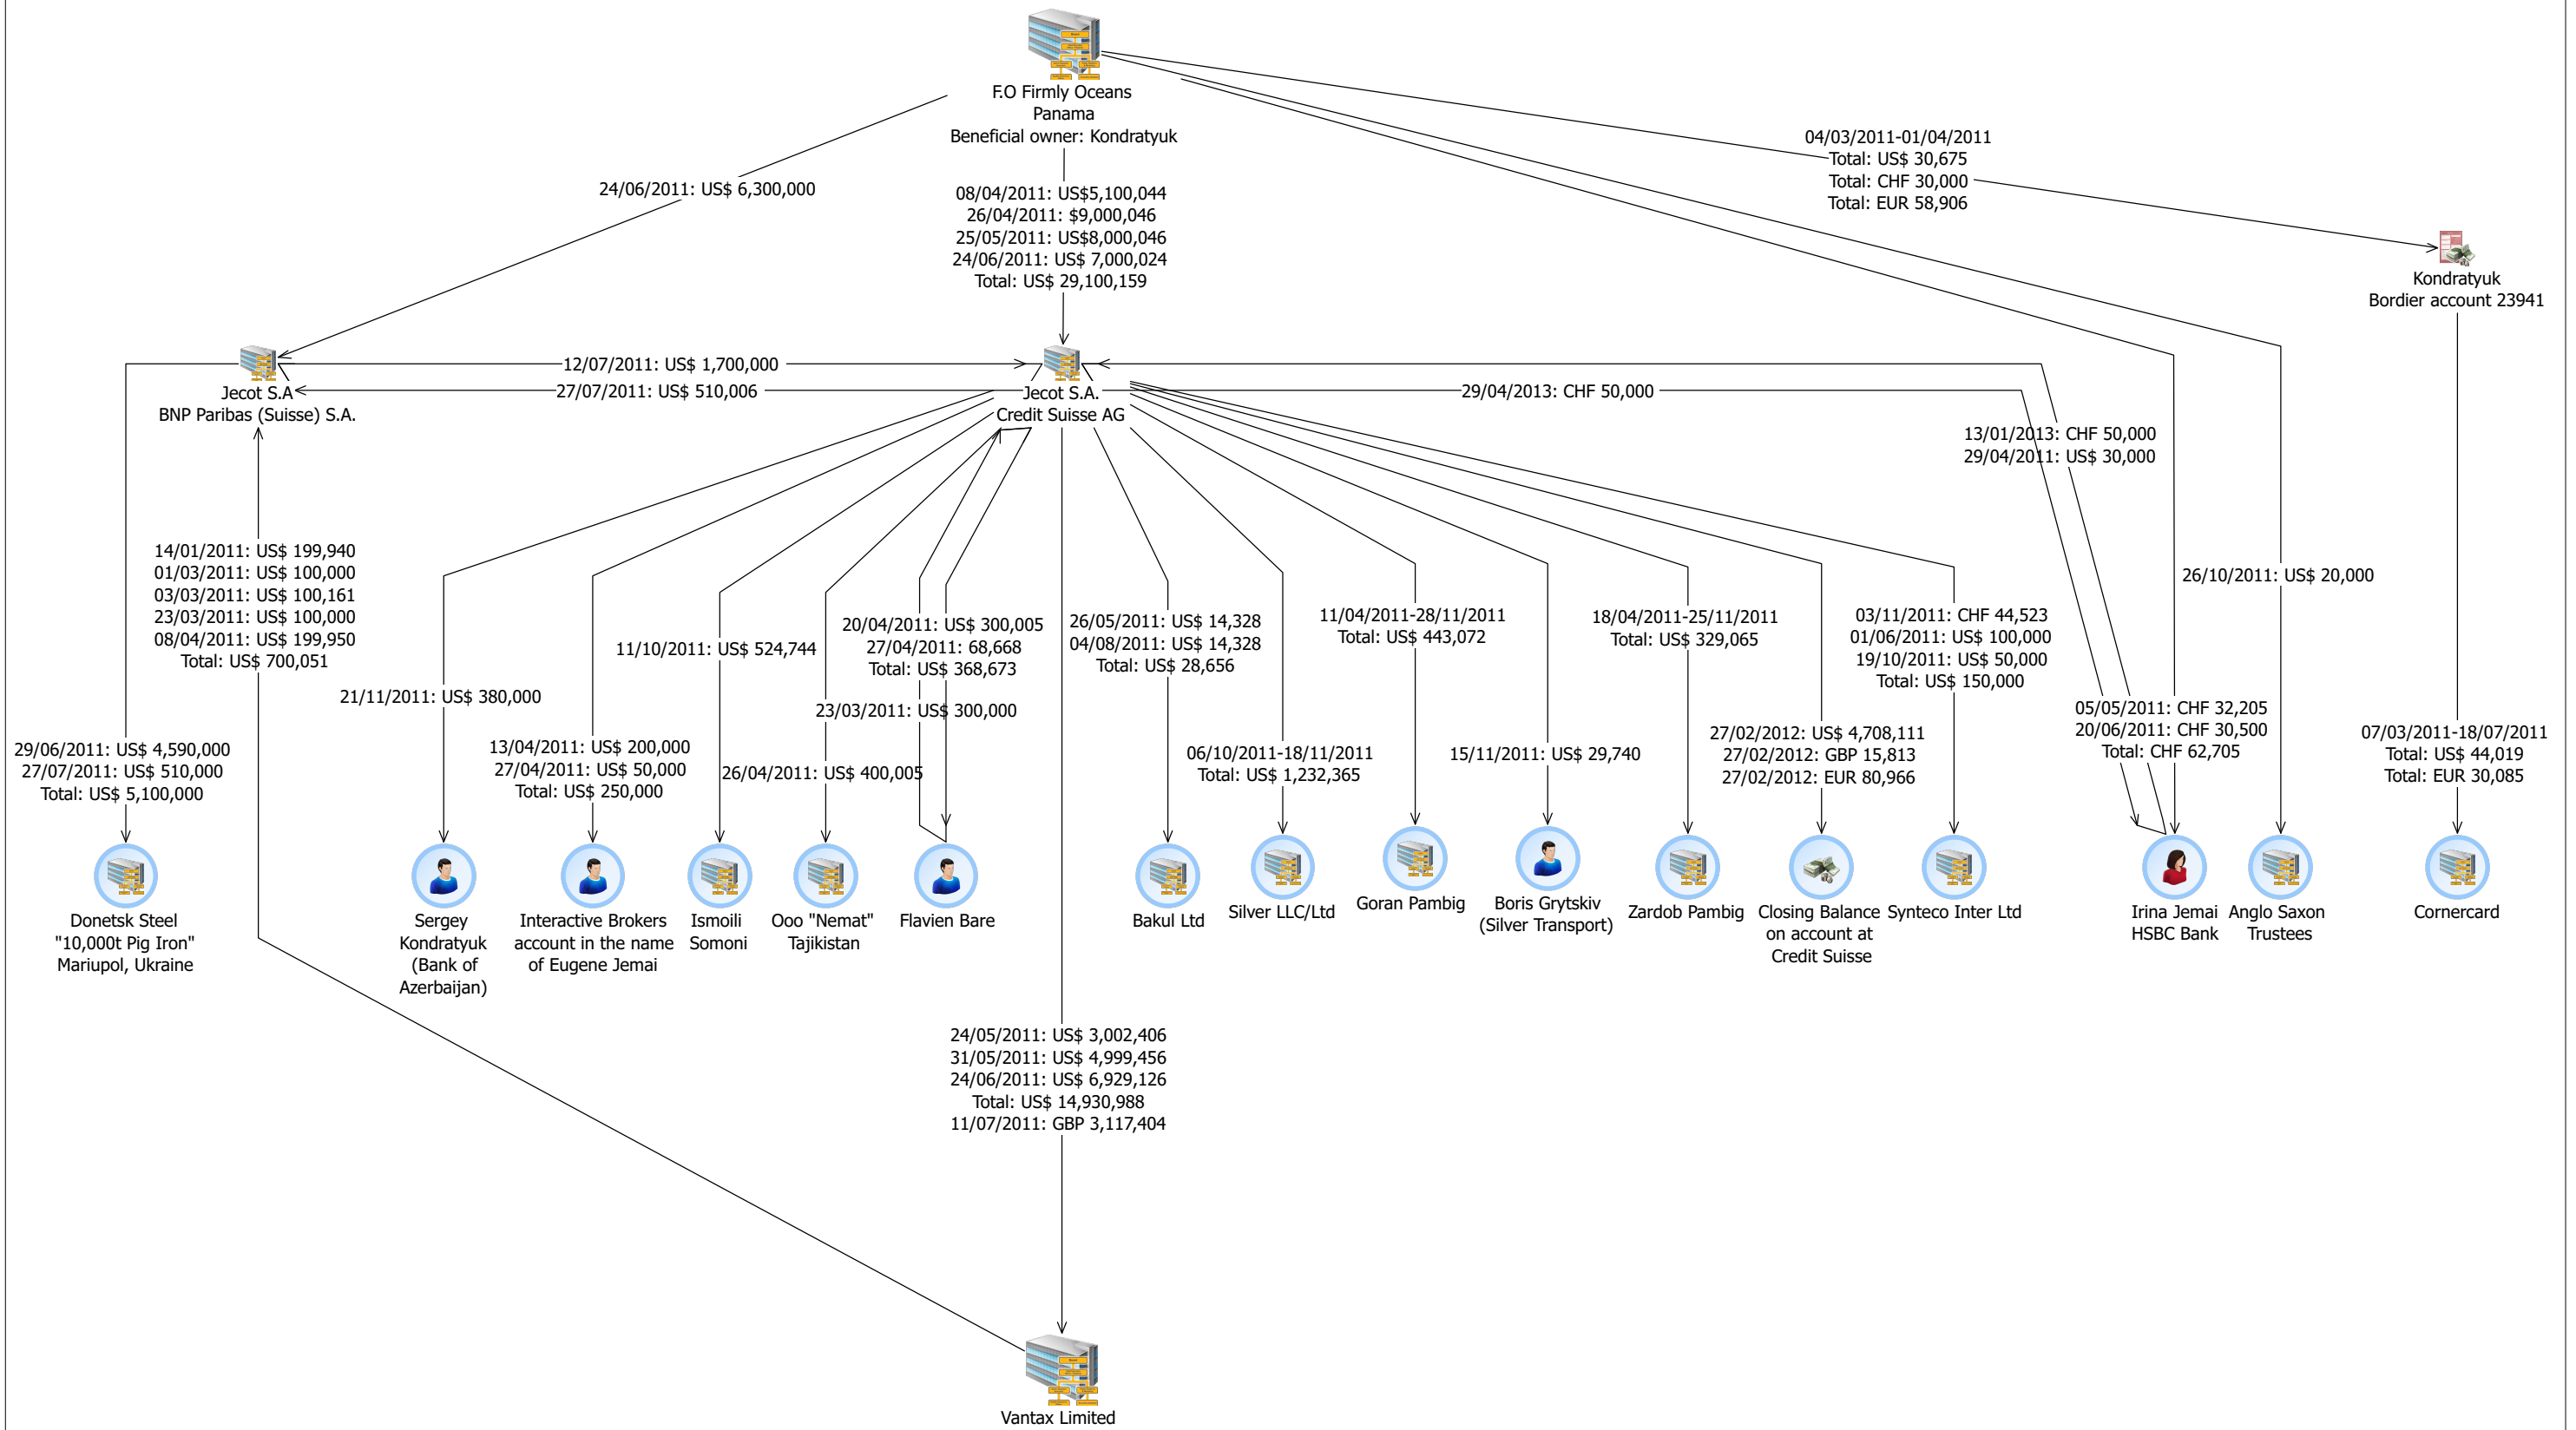 F.O Firmly Oceans
Panama
Beneficial owner: Kondratyuk
04/03/2011-01/04/2011
Total: US$ 30,675
Total: CHF 30,000
Total: EUR 58,906
24/06/2011: US$ 6,300,000
08/04/2011: US$5,100,044
26/04/2011: $9,000,046
25/05/2011: US$8,000,046
24/06/2011: US$ 7,000,024
Total: US$ 29,100,159
Kondratyuk
Bordier account 23941
12/07/2011: US$ 1,700,000
27/07/2011: US$ 510,006
Jecot S.A
BNP Paribas (Suisse) S.A.
Jecot S.A.
Credit Suisse AG
29/04/2013: CHF 50,000
13/01/2013: CHF 50,000
29/04/2011: US$ 30,000
14/01/2011: US$ 199,940
01/03/2011: US$ 100,000
03/03/2011: US$ 100,161
23/03/2011: US$ 100,000
08/04/2011: US$ 199,950
Total: US$ 700,051
26/10/2011: US$ 20,000
11/10/2011: US$ 524,744
20/04/2011: US$ 300,005
27/04/2011: 68,668
Total: US$ 368,673
26/05/2011: US$ 14,328
04/08/2011: US$ 14,328
Total: US$ 28,656
11/04/2011-28/11/2011
Total: US$ 443,072
18/04/2011-25/11/2011
Total: US$ 329,065
03/11/2011: CHF 44,523
01/06/2011: US$ 100,000
19/10/2011: US$ 50,000
Total: US$ 150,000
21/11/2011: US$ 380,000
23/03/2011: US$ 300,000
29/06/2011: US$ 4,590,000
27/07/2011: US$ 510,000
Total: US$ 5,100,000
13/04/2011: US$ 200,000
27/04/2011: US$ 50,000
Total: US$ 250,000
26/04/2011: US$ 400,005
06/10/2011-18/11/2011
Total: US$ 1,232,365
15/11/2011: US$ 29,740
27/02/2012: US$ 4,708,111
27/02/2012: GBP 15,813
27/02/2012: EUR 80,966
05/05/2011: CHF 32,205
20/06/2011: CHF 30,500
Total: CHF 62,705
07/03/2011-18/07/2011
Total: US$ 44,019
Total: EUR 30,085
Donetsk Steel
"10,000t Pig Iron"
Mariupol, Ukraine
Sergey
Kondratyuk
(Bank of
Azerbaijan)
Interactive Brokers
account in the name
of Eugene Jemai
Ismoili
Somoni
Ooo "Nemat"
Tajikistan
Flavien Bare
Bakul Ltd
Silver LLC/Ltd
Goran Pambig
Boris Grytskiv
(Silver Transport)
Zardob Pambig
Closing Balance
on account at
Credit Suisse
Synteco Inter Ltd
Irina Jemai
HSBC Bank
Anglo Saxon
Trustees
Cornercard
24/05/2011: US$ 3,002,406
31/05/2011: US$ 4,999,456
24/06/2011: US$ 6,929,126
Total: US$ 14,930,988
11/07/2011: GBP 3,117,404
Vantax Limited